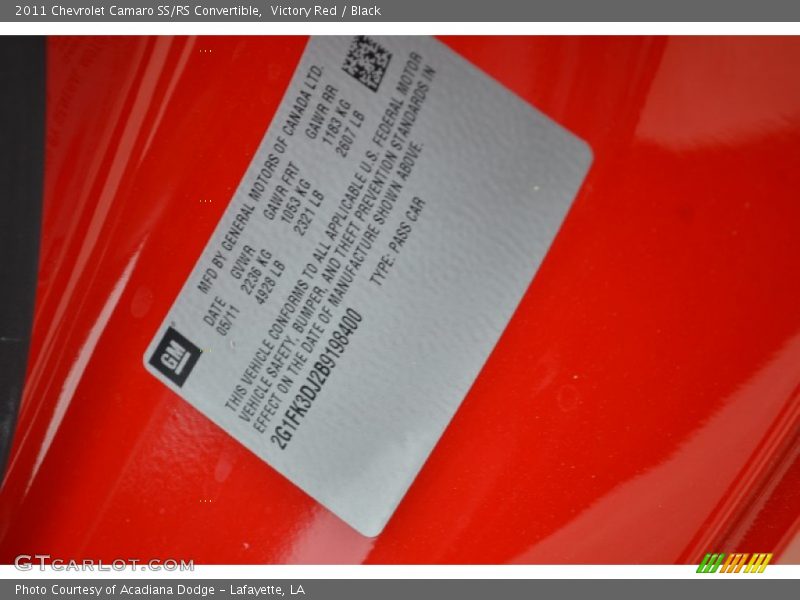 2011 Chevrolet Camaro SS/RS Convertible,  Victory Red / Black
MFD BY GENERAL MOTORS OF CANADA LTD.
DATE GVWR GAWR FRT GAWR RR
05/11 2236 KG 1053 KG 1183 KG
4928 LB 2321 LB 2607 LB
THIS VEHICLE CONFORMS TO ALL APPLICABLE U.S. FEDERAL MOTOR
VEHICLE SAFETY, BUMPER, AND THEFT PREVENTION STANDARDS IN
EFFECT ON THE DATE OF MANUFACTURE SHOWN ABOVE.
2G1FK3DJ2B9198400 TYPE: PASS CAR
GM
GTCARLOT.COM
Photo Courtesy of Acadiana Dodge - Lafayette, LA